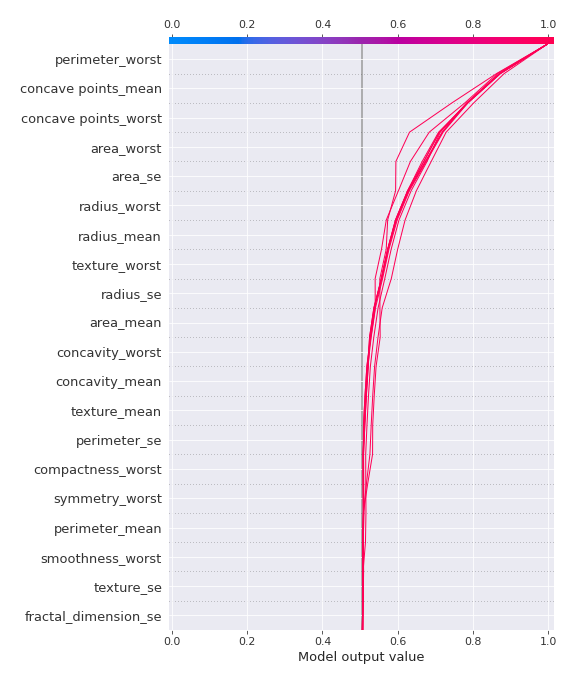 0.0 0.2 0.4 0.6 0.8 1.0
perimeter_worst
concave points_mean
concave points_worst
area_worst
area_se
radius_worst
radius_mean
texture_worst
radius_se
area_mean
concavity_worst
concavity_mean
texture_mean
perimeter_se
compactness_worst
symmetry_worst
perimeter_mean
smoothness_worst
texture_se
fractal_dimension_se
0.0 0.2 0.4 0.6 0.8 1.0
Model output value